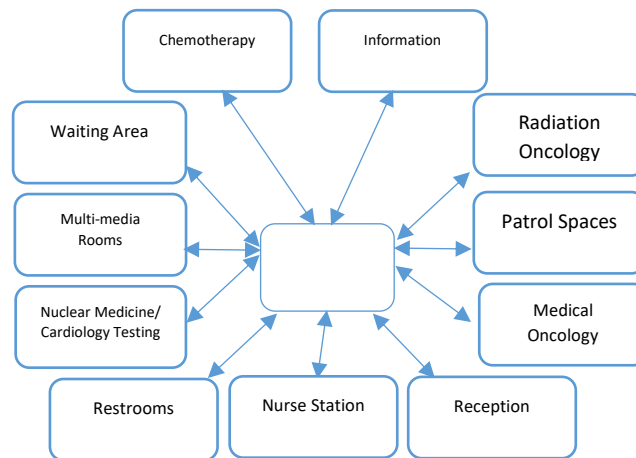 Chemotherapy
Information
Waiting Area
Radiation
Oncology
Multi-media
Rooms
Patrol Spaces
Nuclear Medicine/
Cardiology Testing
Medical
Oncology
Restrooms
Nurse Station
Reception